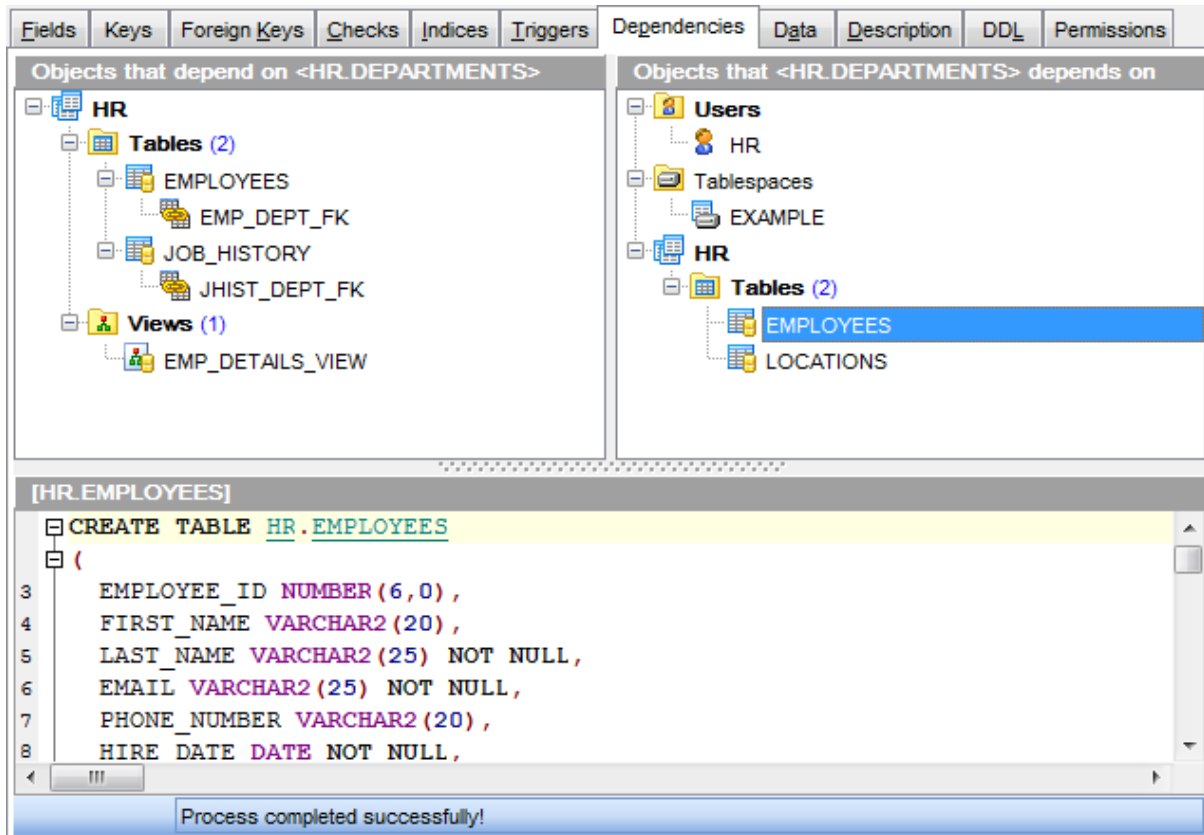 Fields Keys Foreign Keys Checks Indices Triggers Dependencies Data Description DDL Permissions
Objects that depend on <HR.DEPARTMENTS>
HR
Tables (2)
EMPLOYEES
EMP_DEPT_FK
JOB_HISTORY
JHIST_DEPT_FK
Views (1)
EMP_DETAILS_VIEW
Objects that <HR.DEPARTMENTS> depends on
Users
HR
Tablespaces
EXAMPLE
HR
Tables (2)
EMPLOYEES
LOCATIONS
[HR.EMPLOYEES]
CREATE TABLE HR.EMPLOYEES
(
3 EMPLOYEE_ID NUMBER(6,0),
4 FIRST_NAME VARCHAR2(20),
5 LAST_NAME VARCHAR2(25) NOT NULL,
6 EMAIL VARCHAR2(25) NOT NULL,
7 PHONE_NUMBER VARCHAR2(20),
8 HIRE_DATE DATE NOT NULL,
Process completed successfully!